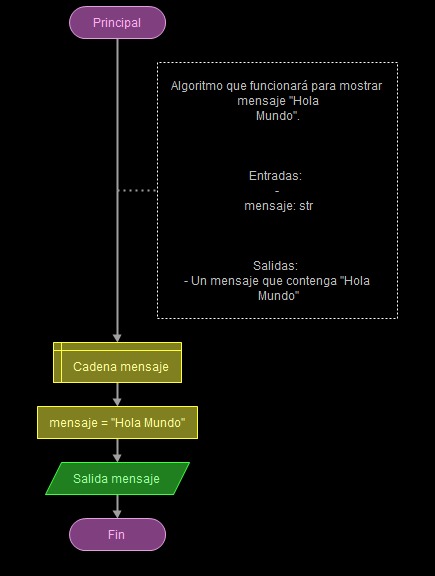 Principal
Algoritmo que funcionará para mostrar
mensaje "Hola
Mundo".
Entradas:
-
mensaje: str
Salidas:
- Un mensaje que contenga "Hola
Mundo"
Cadena mensaje
mensaje = "Hola Mundo"
Salida mensaje
Fin